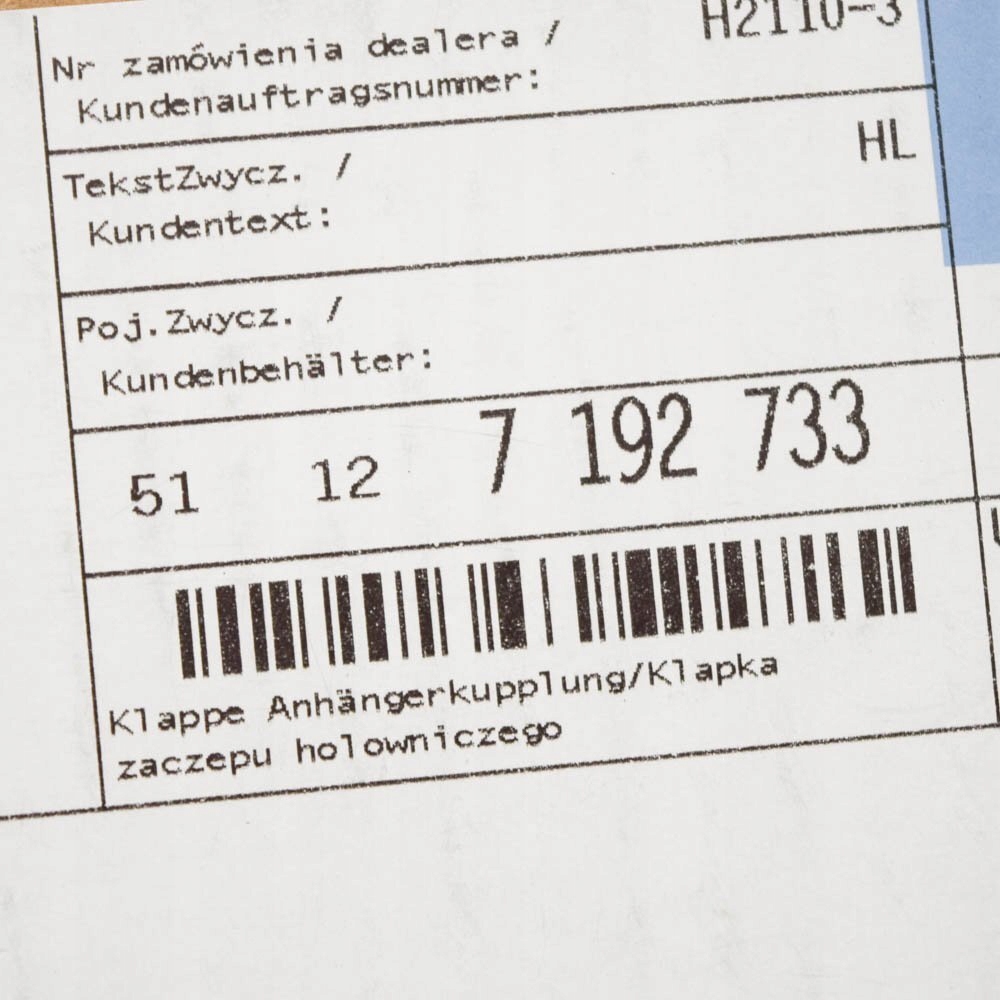 Nr zamówienia dealera / H2110-3
Kundenauftragsnummer:
TekstZwycz. / HL
Kundentext:
Poj.Zwycz. /
Kundenbehälter:
51 12 7 192 733
Klappe Anhängerkupplung/Klapka
zaczepu holowniczego